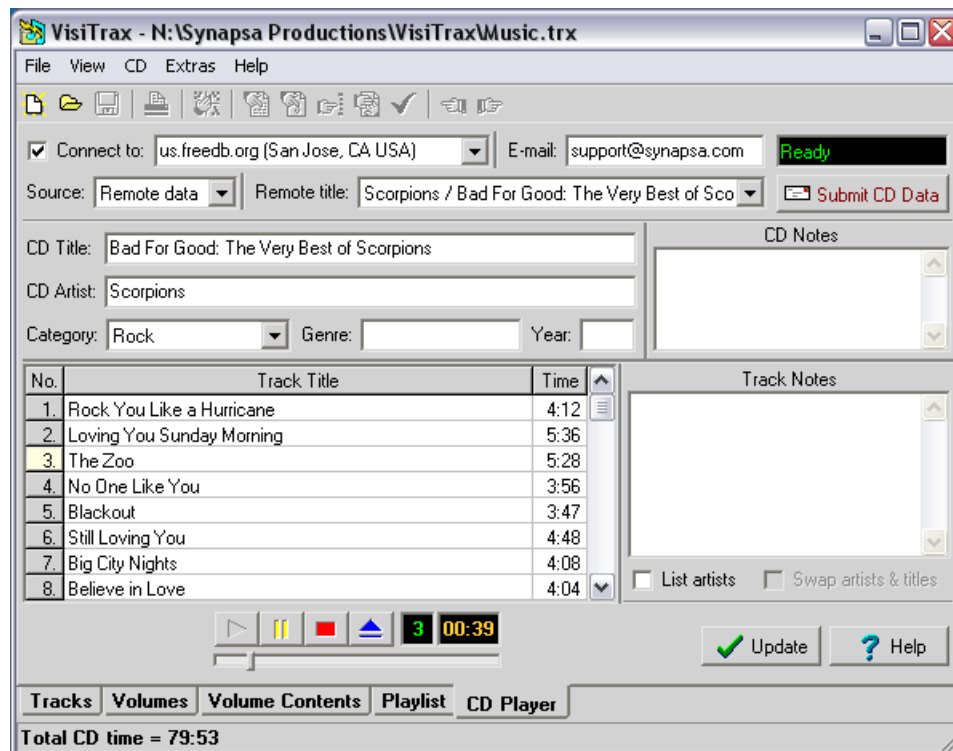 VisiTrax - N:\Synapsa Productions\VisiTrax\Music.trx
File View CD Extras Help
Connect to: us.freedb.org (San Jose, CA USA) E-mail: support@synapsa.com Ready
Source: Remote data Remote title: Scorpions / Bad For Good: The Very Best of Sco Submit CD Data
CD Title: Bad For Good: The Very Best of Scorpions CD Notes
CD Artist: Scorpions
Category: Rock Genre: Year:
No. Track Title Time Track Notes
1. Rock You Like a Hurricane 4:12
2. Loving You Sunday Morning 5:36
3. The Zoo 5:28
4. No One Like You 3:56
5. Blackout 3:47
6. Still Loving You 4:48
7. Big City Nights 4:08
8. Believe in Love 4:04 List artists Swap artists & titles
3 00:39 Update Help
Tracks Volumes Volume Contents Playlist CD Player
Total CD time = 79:53